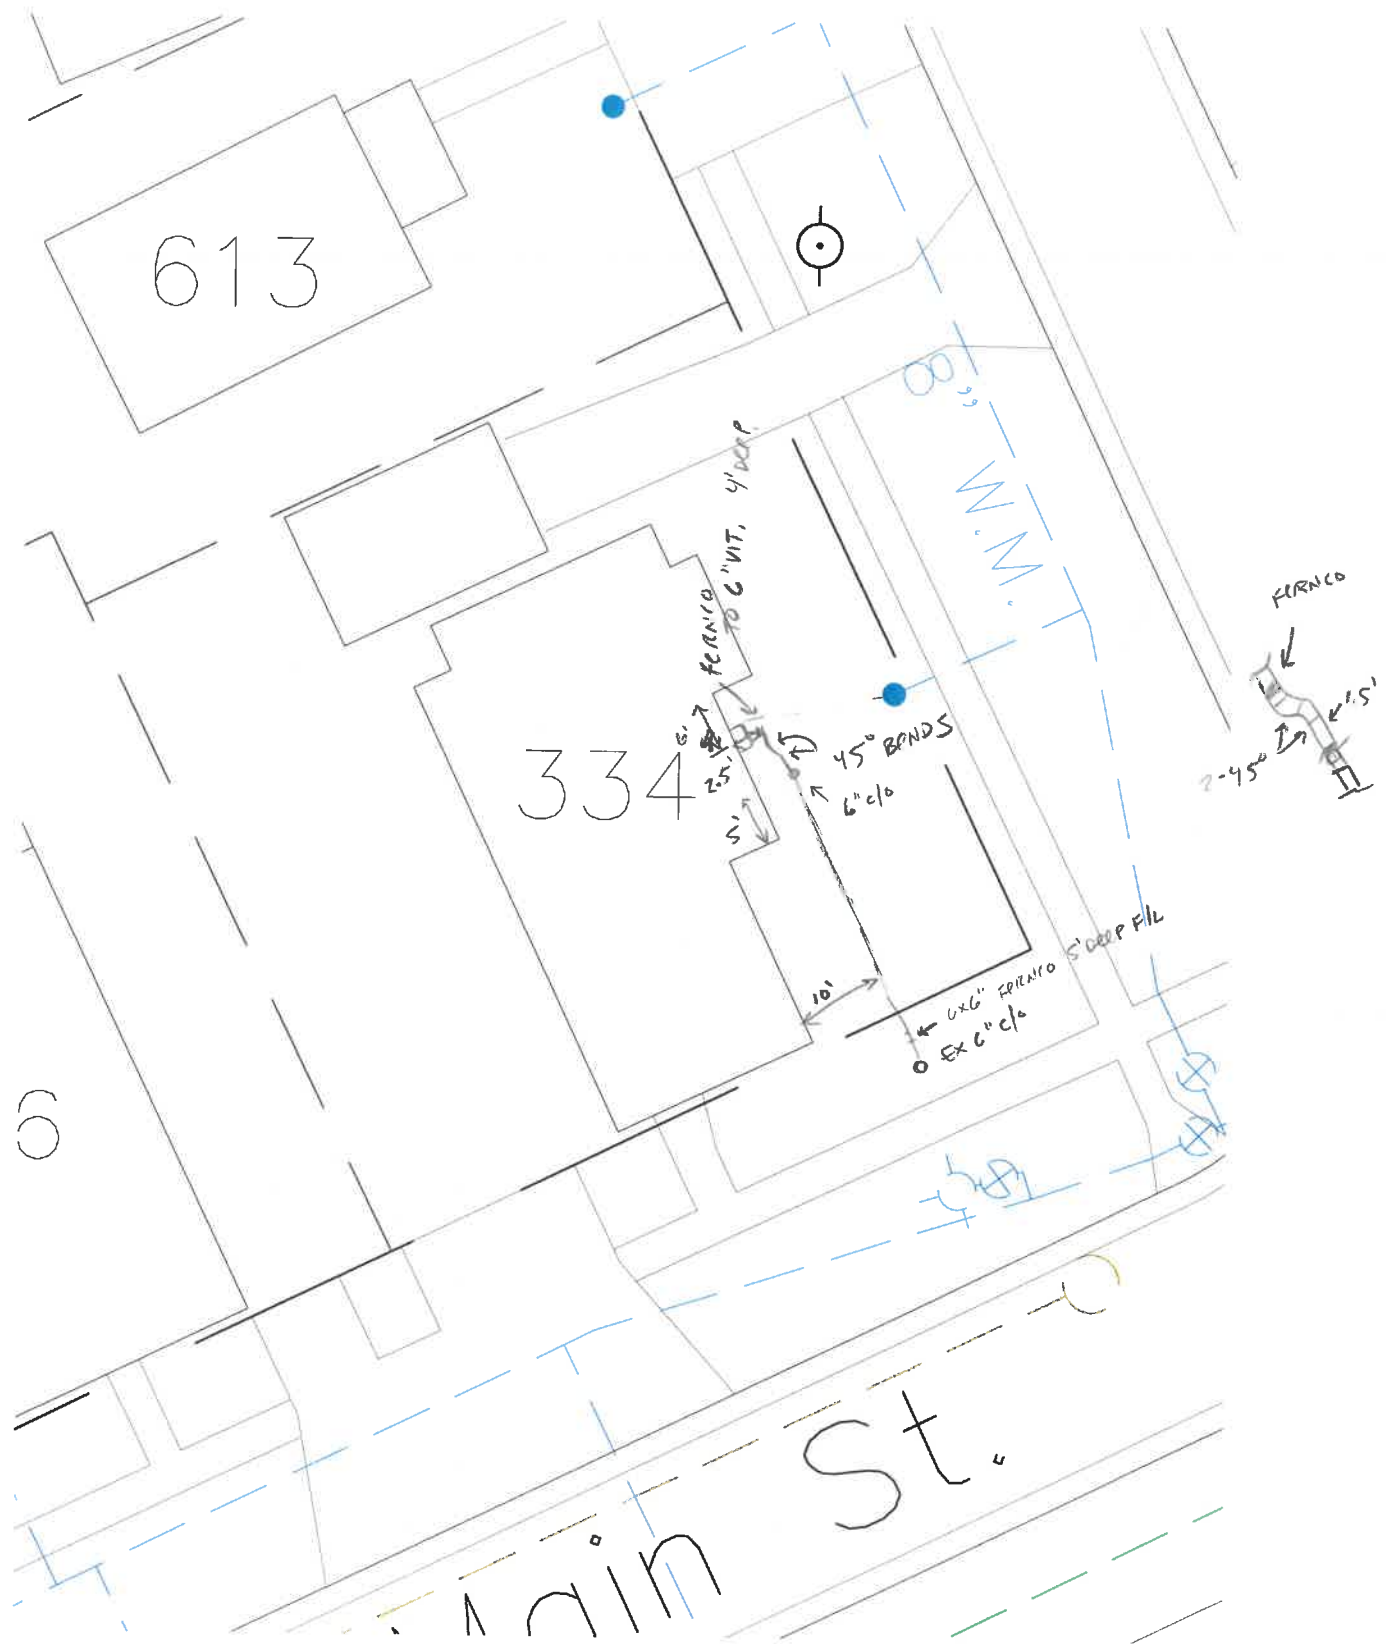 613
8" W.M.
FERNCO
TO 6" VIT, 4' DEEP
FERNCO
1.5'
2-45°
334
6'
2.5'
5'
45° BENDS
6" c/o
10'
6x6" FERNCO 5' DEEP F/L
EX 6" c/o
6
Main St.